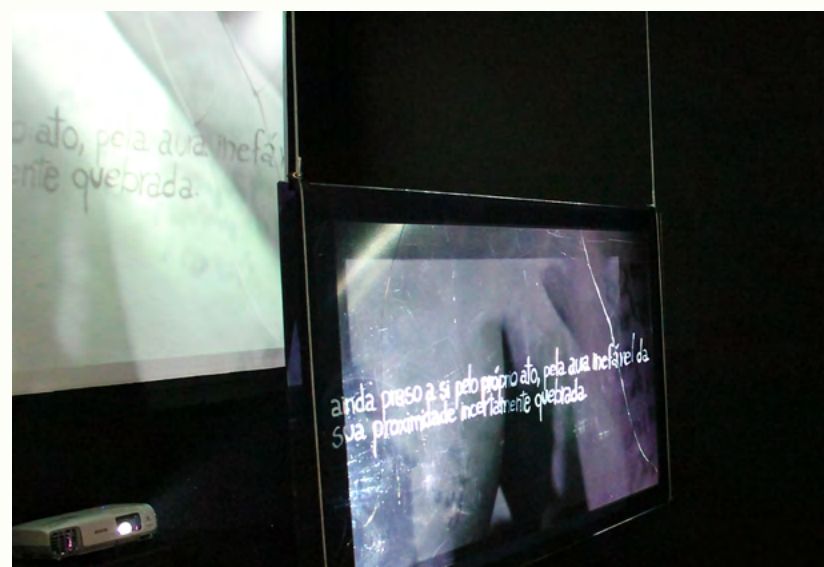 o ato, pela aura inefáv
ente quebrada.
ainda preso a si pelo próprio ato, pela aura inefável da
sua proximidade incertamente quebrada.